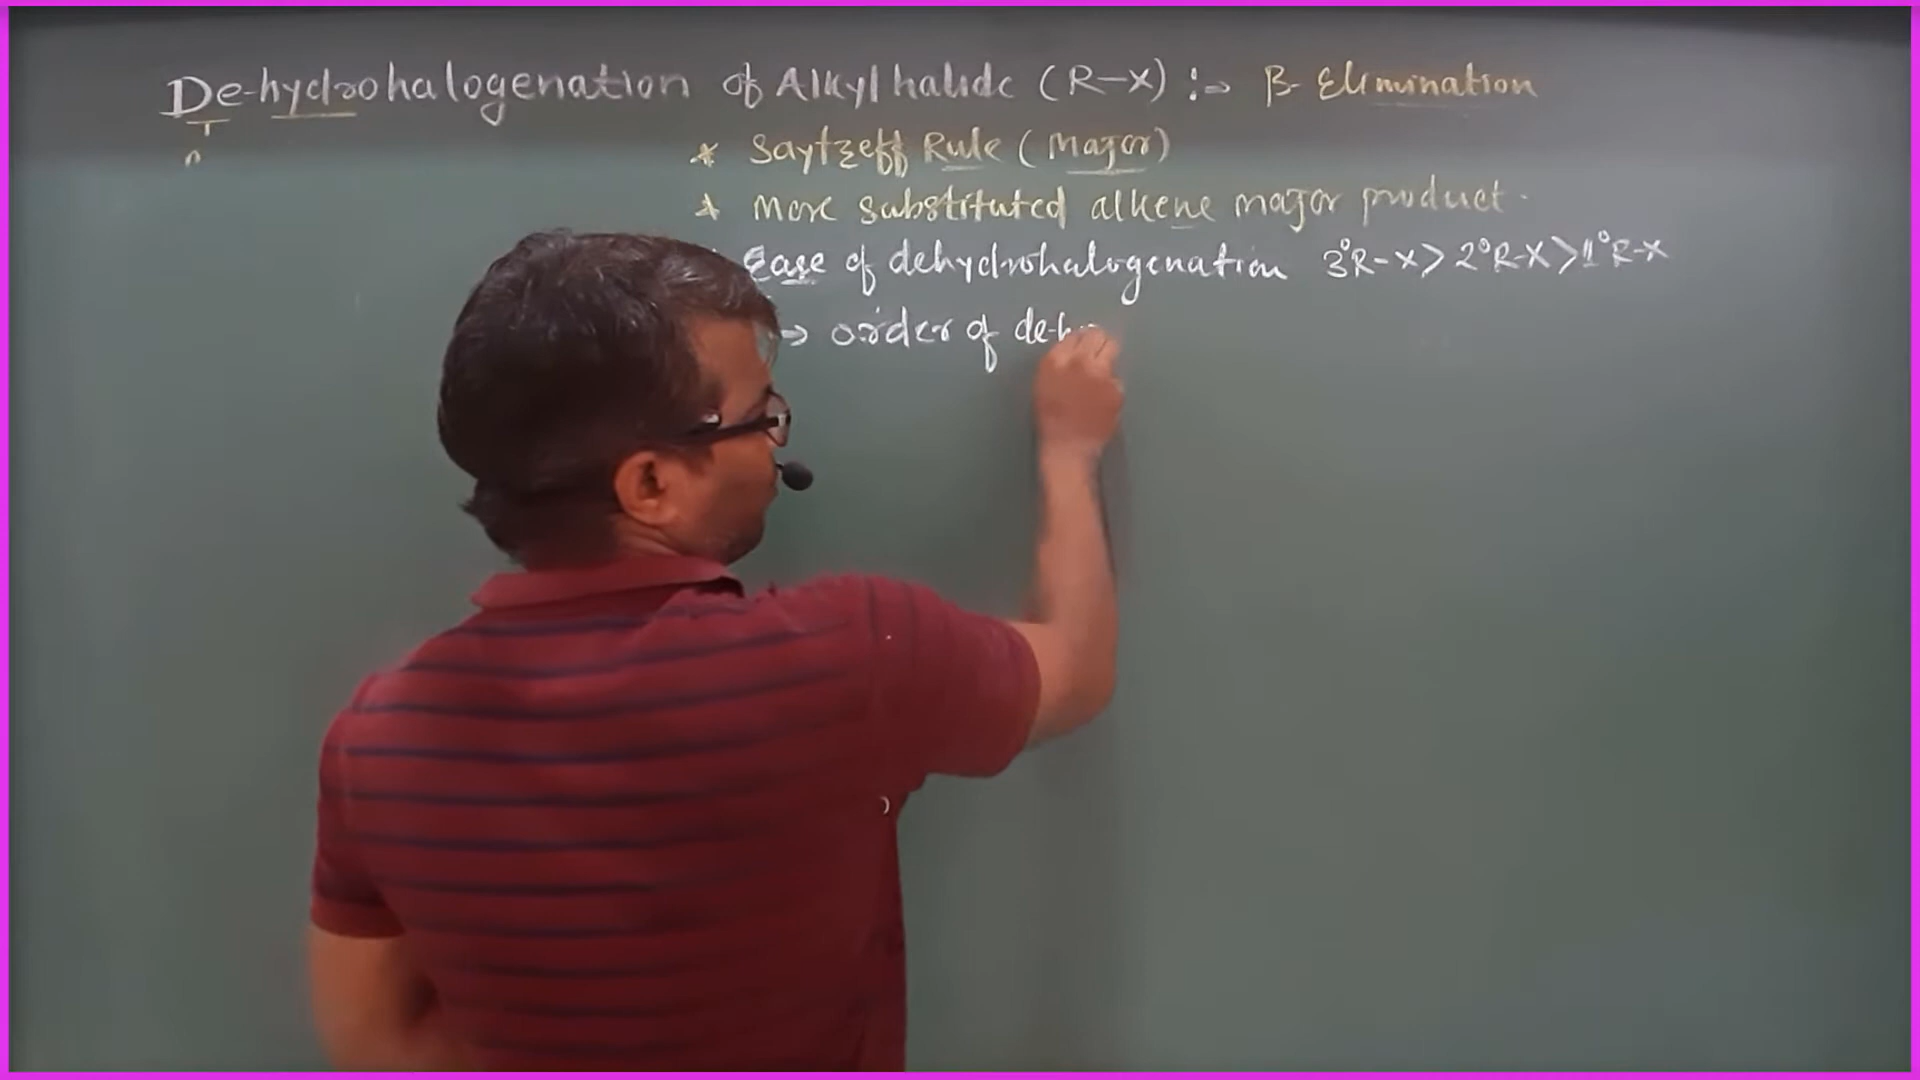 De-hydrohalogenation of Alkyl halide (R-X) :→ β-Elimination
* Saytzeff Rule (Major)
* More substituted alkene major product.
Ease of dehydrohalogenation 3°R-X > 2°R-X > 1°R-X
→ order of dehy